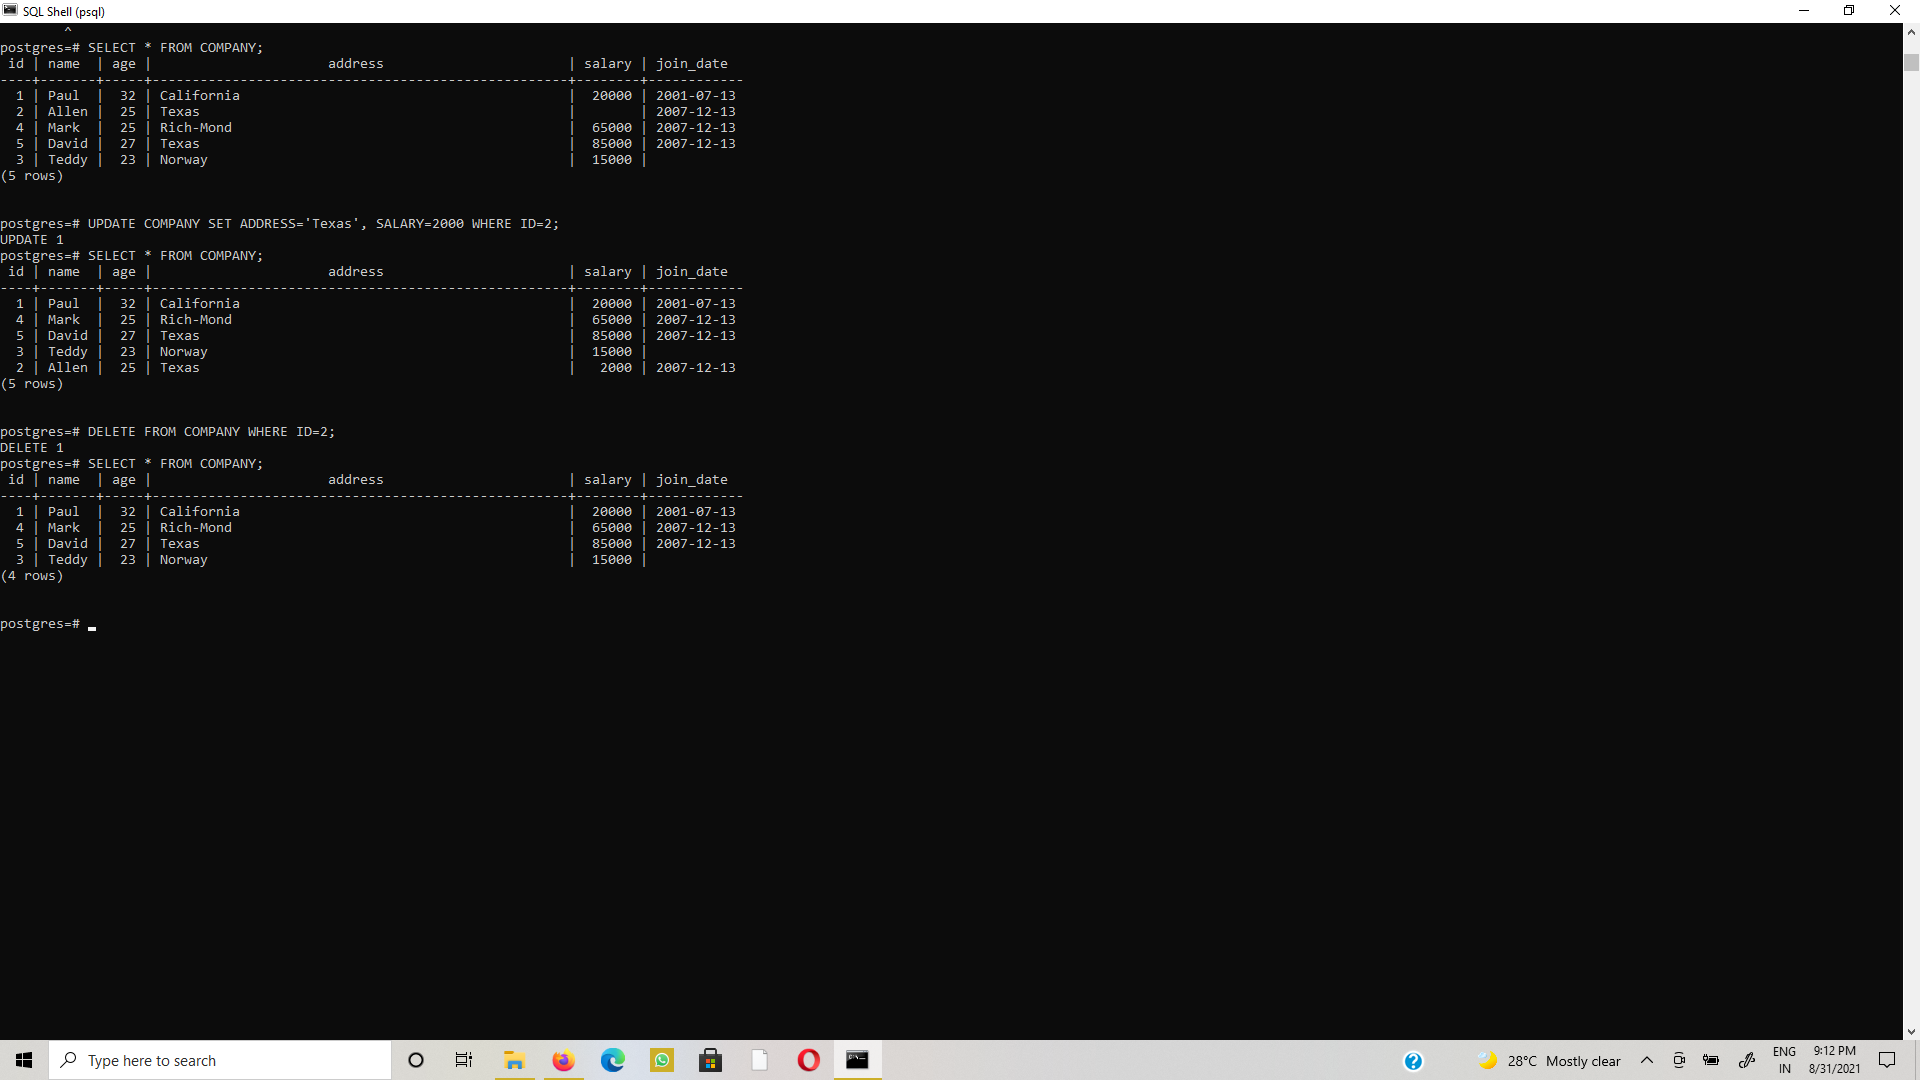 SQL Shell (psql)
^
postgres=# SELECT * FROM COMPANY;
 id | name  | age |                      address                       | salary | join_date
----+-------+-----+----------------------------------------------------+--------+------------
  1 | Paul  |  32 | California                                         |  20000 | 2001-07-13
  2 | Allen |  25 | Texas                                              |        | 2007-12-13
  4 | Mark  |  25 | Rich-Mond                                          |  65000 | 2007-12-13
  5 | David |  27 | Texas                                              |  85000 | 2007-12-13
  3 | Teddy |  23 | Norway                                             |  15000 |
(5 rows)
postgres=# UPDATE COMPANY SET ADDRESS='Texas', SALARY=2000 WHERE ID=2;
UPDATE 1
postgres=# SELECT * FROM COMPANY;
 id | name  | age |                      address                       | salary | join_date
----+-------+-----+----------------------------------------------------+--------+------------
  1 | Paul  |  32 | California                                         |  20000 | 2001-07-13
  4 | Mark  |  25 | Rich-Mond                                          |  65000 | 2007-12-13
  5 | David |  27 | Texas                                              |  85000 | 2007-12-13
  3 | Teddy |  23 | Norway                                             |  15000 |
  2 | Allen |  25 | Texas                                              |   2000 | 2007-12-13
(5 rows)
postgres=# DELETE FROM COMPANY WHERE ID=2;
DELETE 1
postgres=# SELECT * FROM COMPANY;
 id | name  | age |                      address                       | salary | join_date
----+-------+-----+----------------------------------------------------+--------+------------
  1 | Paul  |  32 | California                                         |  20000 | 2001-07-13
  4 | Mark  |  25 | Rich-Mond                                          |  65000 | 2007-12-13
  5 | David |  27 | Texas                                              |  85000 | 2007-12-13
  3 | Teddy |  23 | Norway                                             |  15000 |
(4 rows)
postgres=# _
Type here to search
28°C Mostly clear
ENG
IN
9:12 PM
8/31/2021